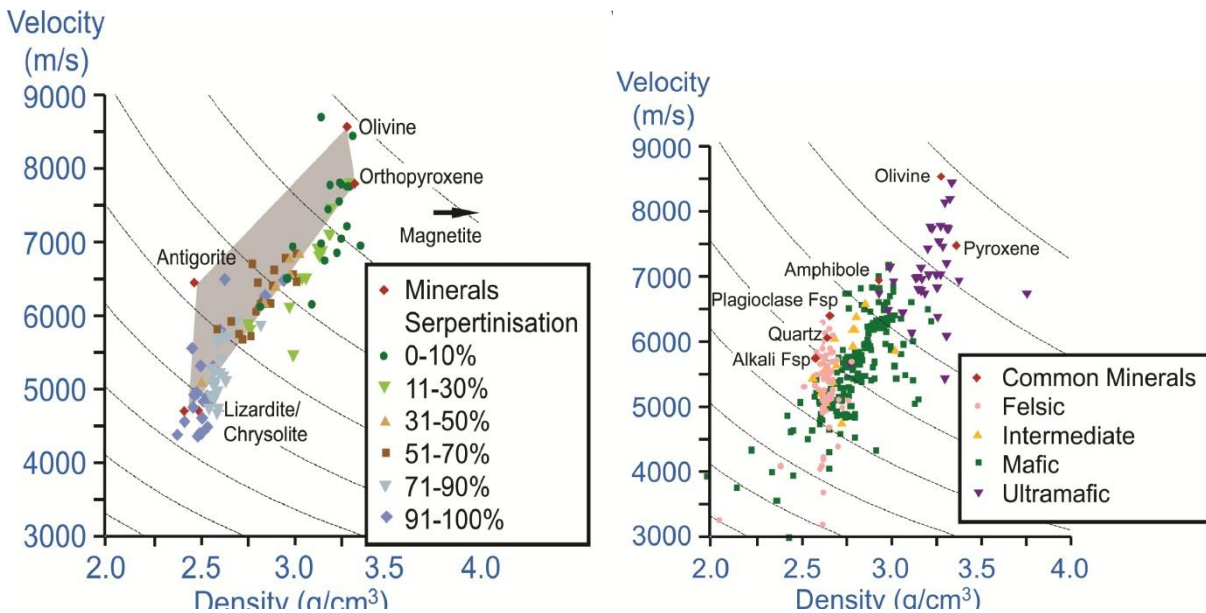 Velocity
(m/s)
9000
8000
7000
6000
5000
4000
3000
2.0
2.5
3.0
3.5
4.0
Density (g/cm³)
Olivine
Orthopyroxene
Magnetite
Antigorite
Lizardite/
Chrysolite
Minerals
Serpertinisation
0-10%
11-30%
31-50%
51-70%
71-90%
91-100%
Velocity
(m/s)
9000
8000
7000
6000
5000
4000
3000
2.0
2.5
3.0
3.5
4.0
Density (g/cm³)
Olivine
Pyroxene
Amphibole
Plagioclase Fsp
Quartz
Alkali Fsp
Common Minerals
Felsic
Intermediate
Mafic
Ultramafic